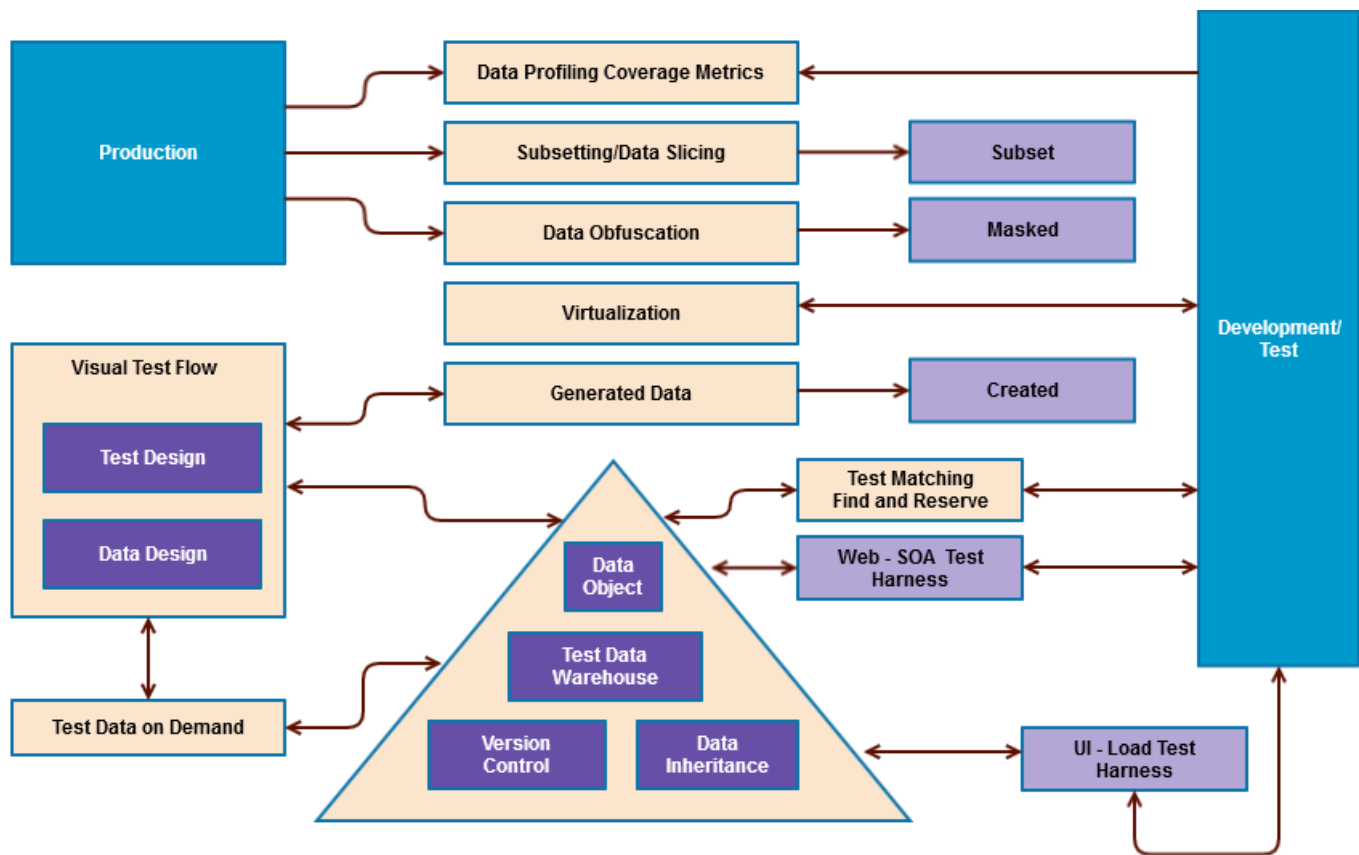 Data Profiling Coverage Metrics
Production
Subsetting/Data Slicing
Subset
Data Obfuscation
Masked
Virtualization
Development/
Test
Visual Test Flow
Generated Data
Created
Test Design
Data Design
Test Matching
Find and Reserve
Web - SOA Test
Harness
Data
Object
Test Data
Warehouse
Test Data on Demand
Version
Control
Data
Inheritance
UI - Load Test
Harness